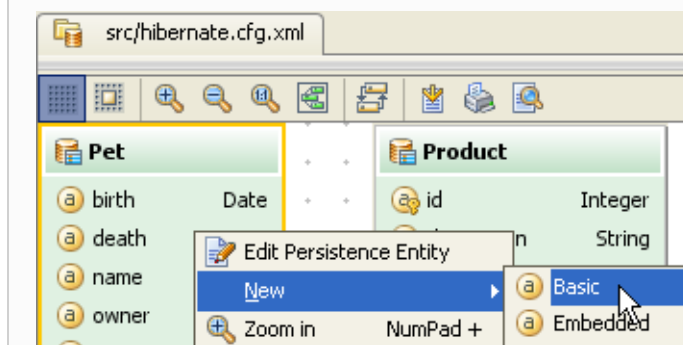 src/hibernate.cfg.xml
Pet
Product
birth Date
id Integer
death
n String
Edit Persistence Entity
name
New
Basic
owner
Zoom in NumPad +
Embedded